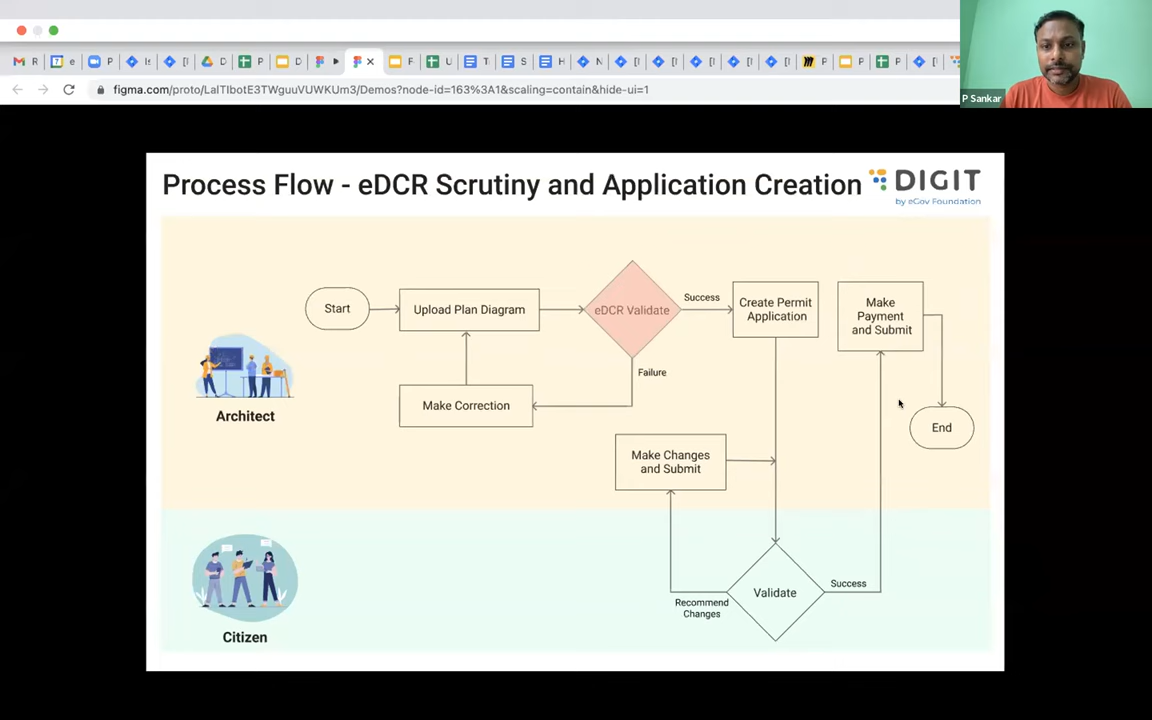 R
e
P
Is
[
D
P
D
F
U
T
S
H
N
[
[
[
[
[
P
P
P
[
figma.com/proto/LalTIbotE3TWguuVUWKUm3/Demos?node-id=163%3A1&scaling=contain&hide-ui=1
P Sankar
Process Flow - eDCR Scrutiny and Application Creation
DIGIT
by eGov Foundation
Start
Upload Plan Diagram
eDCR Validate
Success
Create Permit
Application
Make
Payment
and Submit
Failure
Make Correction
Architect
End
Make Changes
and Submit
Validate
Success
Recommend
Changes
Citizen